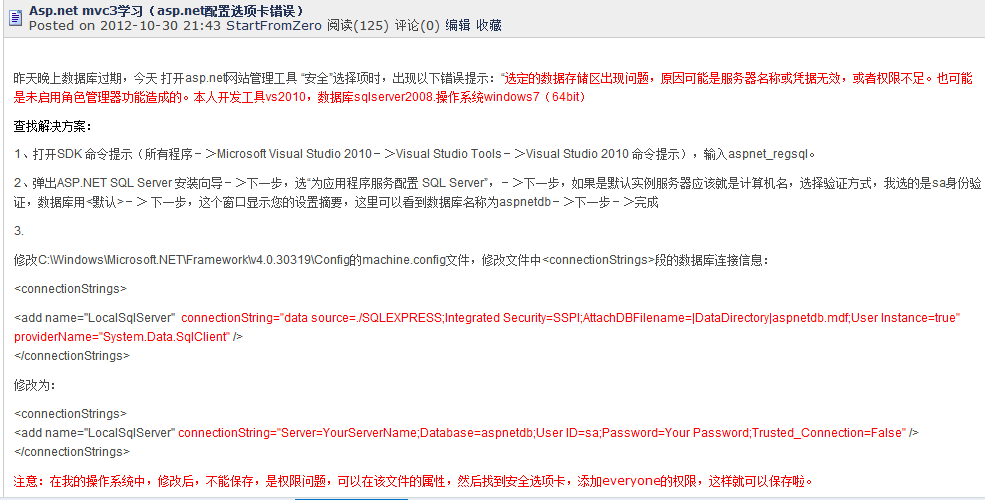 Asp.net mvc3学习（asp.net配置选项卡错误）
Posted on 2012-10-30 21:43 StartFromZero 阅读(125) 评论(0) 编辑 收藏
昨天晚上数据库过期，今天 打开asp.net网站管理工具 “安全”选择项时，出现以下错误提示：“选定的数据存储区出现问题，原因可能是服务器名称或凭据无效，或者权限不足。也可能
是未启用角色管理器功能造成的。本人开发工具vs2010，数据库sqlserver2008.操作系统windows7（64bit）
查找解决方案：
1、打开SDK 命令提示（所有程序－＞Microsoft Visual Studio 2010－＞Visual Studio Tools－＞Visual Studio 2010 命令提示），输入aspnet_regsql。
2、弹出ASP.NET SQL Server 安装向导－＞下一步，选“为应用程序服务配置 SQL Server”，－＞下一步，如果是默认实例服务器应该就是计算机名，选择验证方式，我选的是sa身份验
证，数据库用<默认>－＞ 下一步，这个窗口显示您的设置摘要，这里可以看到数据库名称为aspnetdb－＞下一步－＞完成
3.
修改C:\Windows\Microsoft.NET\Framework\v4.0.30319\Config的machine.config文件，修改文件中<connectionStrings>段的数据库连接信息：
<connectionStrings>
<add name="LocalSqlServer" connectionString="data source=./SQLEXPRESS;Integrated Security=SSPI;AttachDBFilename=|DataDirectory|aspnetdb.mdf;User Instance=true"
providerName="System.Data.SqlClient" />
</connectionStrings>
修改为：
<connectionStrings>
<add name="LocalSqlServer" connectionString="Server=YourServerName;Database=aspnetdb;User ID=sa;Password=Your Password;Trusted_Connection=False" />
</connectionStrings>
注意：在我的操作系统中，修改后，不能保存，是权限问题，可以在该文件的属性，然后找到安全选项卡，添加everyone的权限，这样就可以保存啦。